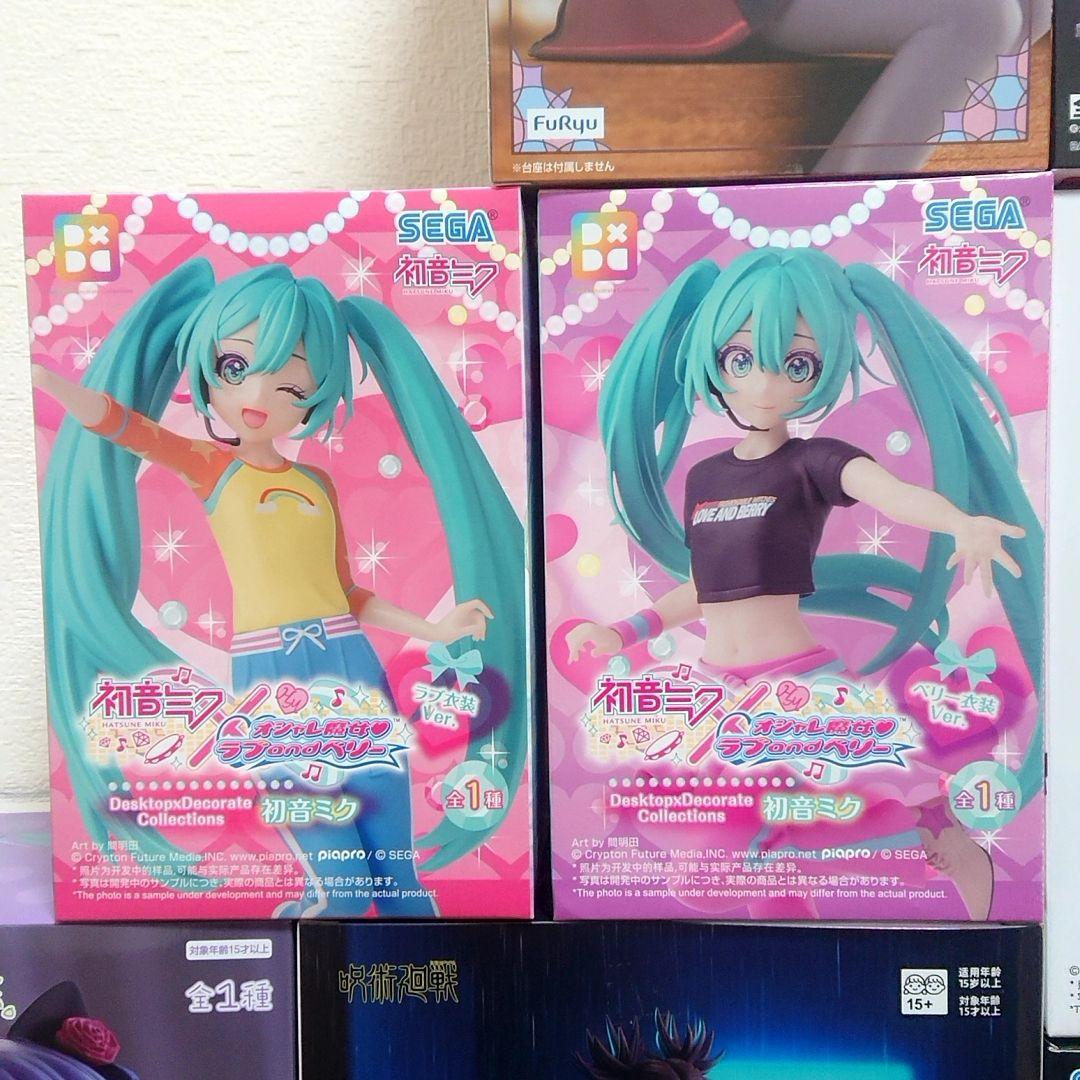 FuRyu
※台座は付属しません
全
D×
DC
SEGA®
初音ミク
HATSUNE MIKU
初音ミク
HATSUNE MIKU
オシャレ魔女♥
ラブandベリー™
ラブ衣装
Ver.
DesktopxDecorate
Collections
初音ミク
全1種
Art by 間明田
© Crypton Future Media,INC. www.piapro.net piapro / © SEGA
* 照片为开发中的样品,可能与实际产品存在差异。
* 写真は開発中のサンプルにつき、実際の商品とは異なる場合があります。
*The photo is a sample under development and may differ from the actual product.
SEGA®
初音ミク
HATSUNE MIKU
LOVE AND BERRY
初音ミク
HATSUNE MIKU
オシャレ魔女♥
ラブandベリー™
ベリー衣装
Ver.
DesktopxDecorate
Collections
初音ミク
全1種
Art by 間明田
© Crypton Future Media,INC. www.piapro.net piapro / © SEGA
* 照片为开发中的样品,可能与实际产品存在差异。
* 写真は開発中のサンプルにつき、実際の商品とは異なる場合があります。
*The photo is a sample under development and may differ from the actual product.
対象年齢15才以上
全1種
呪術廻戦
15+
适用年龄
15岁以上
対象年齢
15才以上